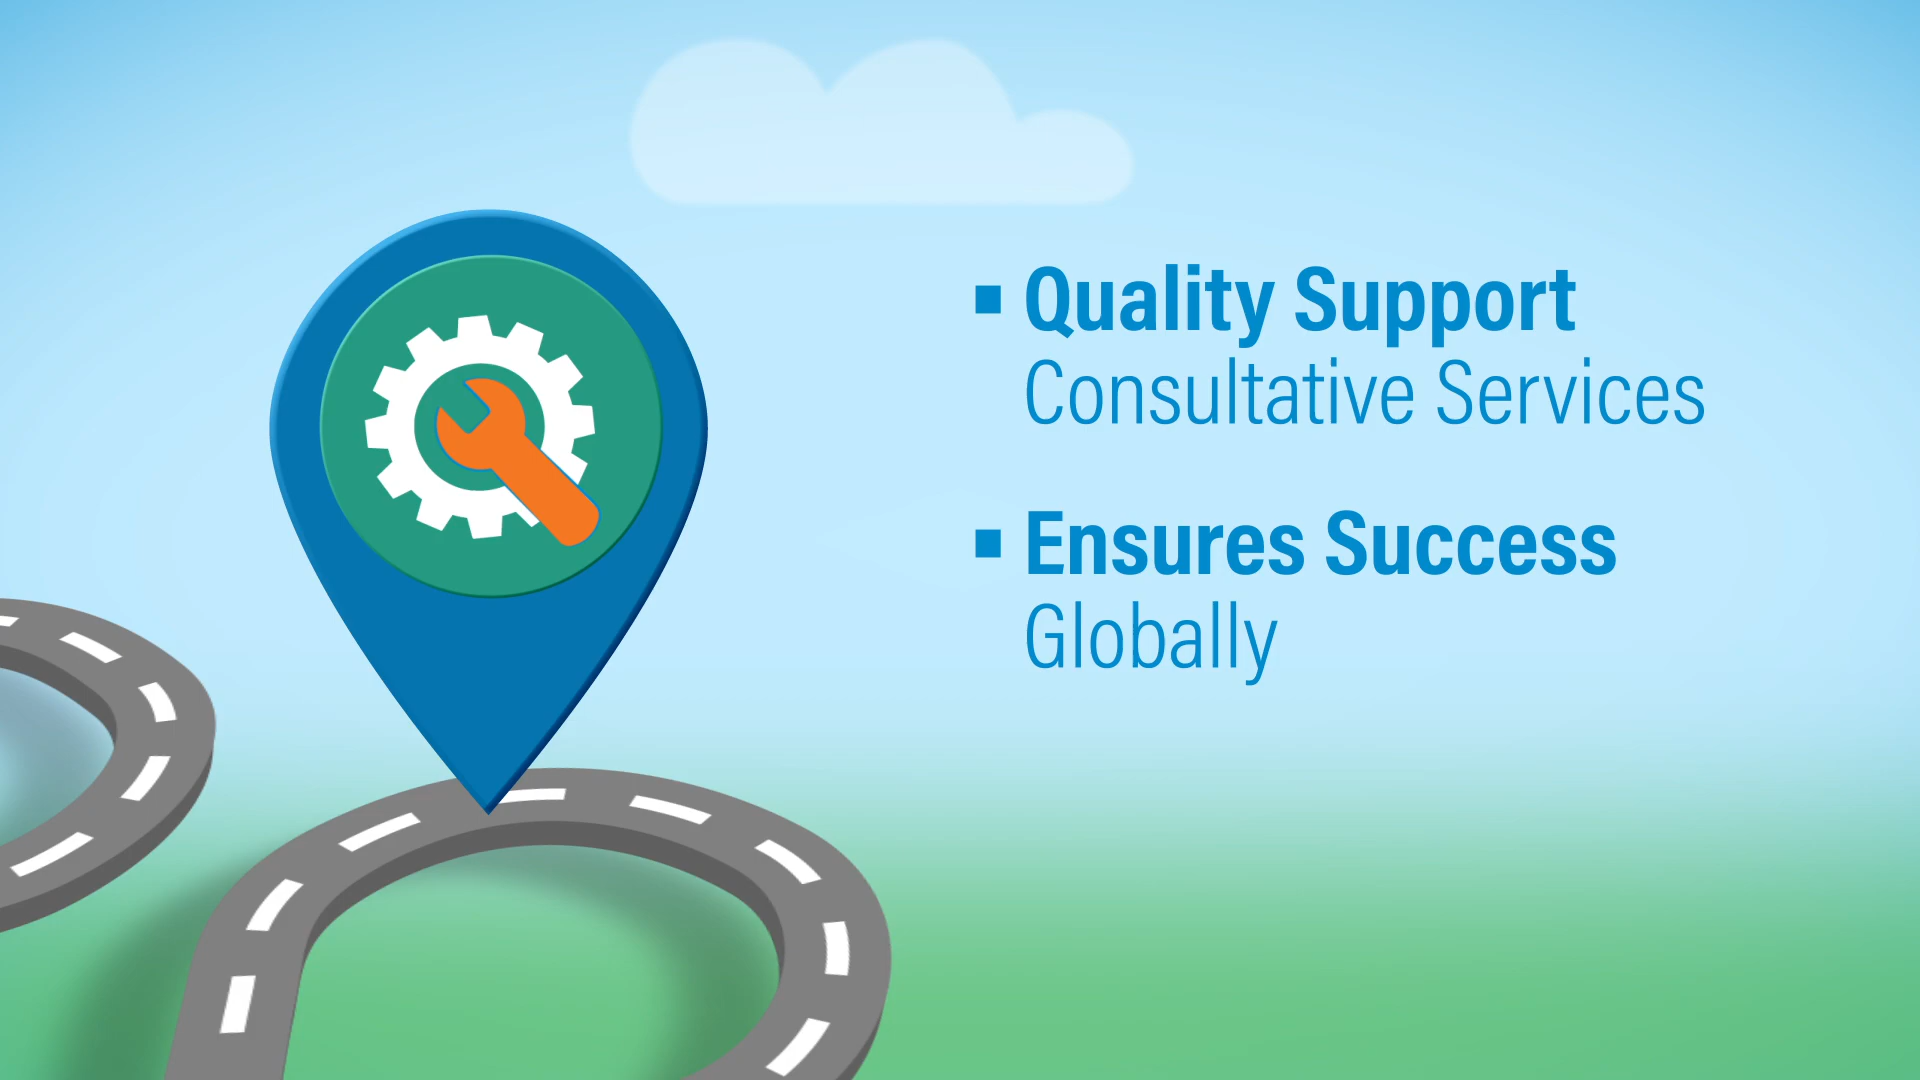 ▪ Quality Support
Consultative Services
▪ Ensures Success
Globally